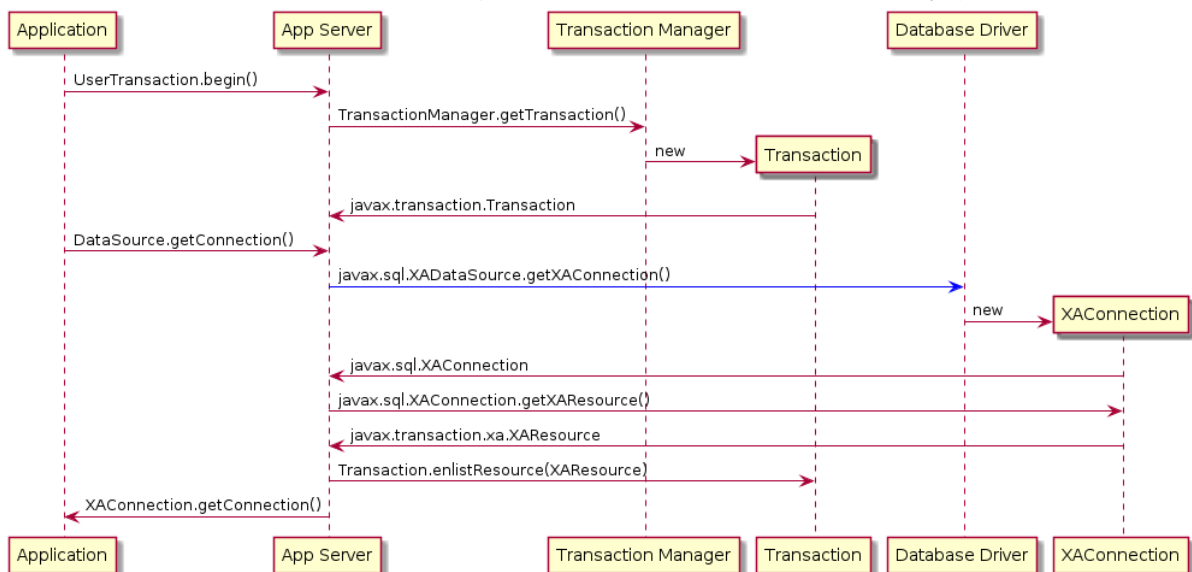 Application
App Server
Transaction Manager
Database Driver
UserTransaction.begin()
TransactionManager.getTransaction()
new
Transaction
javax.transaction.Transaction
DataSource.getConnection()
javax.sql.XADataSource.getXAConnection()
new
XAConnection
javax.sql.XAConnection
javax.sql.XAConnection.getXAResource()
javax.transaction.xa.XAResource
Transaction.enlistResource(XAResource)
XAConnection.getConnection()
Application
App Server
Transaction Manager
Transaction
Database Driver
XAConnection